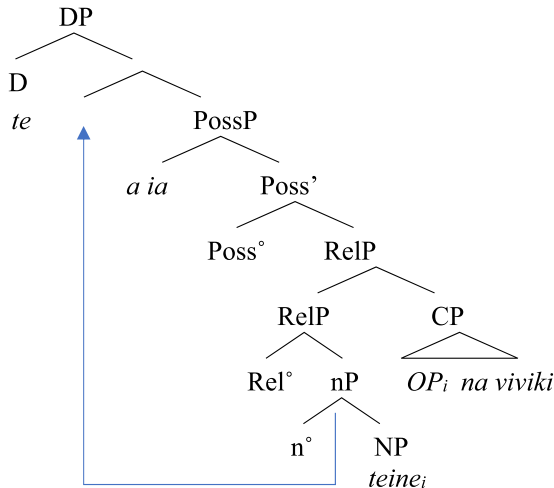 DP
D
te
PossP
a ia
Poss’
Poss° RelP
RelP CP
Rel° nP OPᵢ na viviki
n° NP
teineᵢ